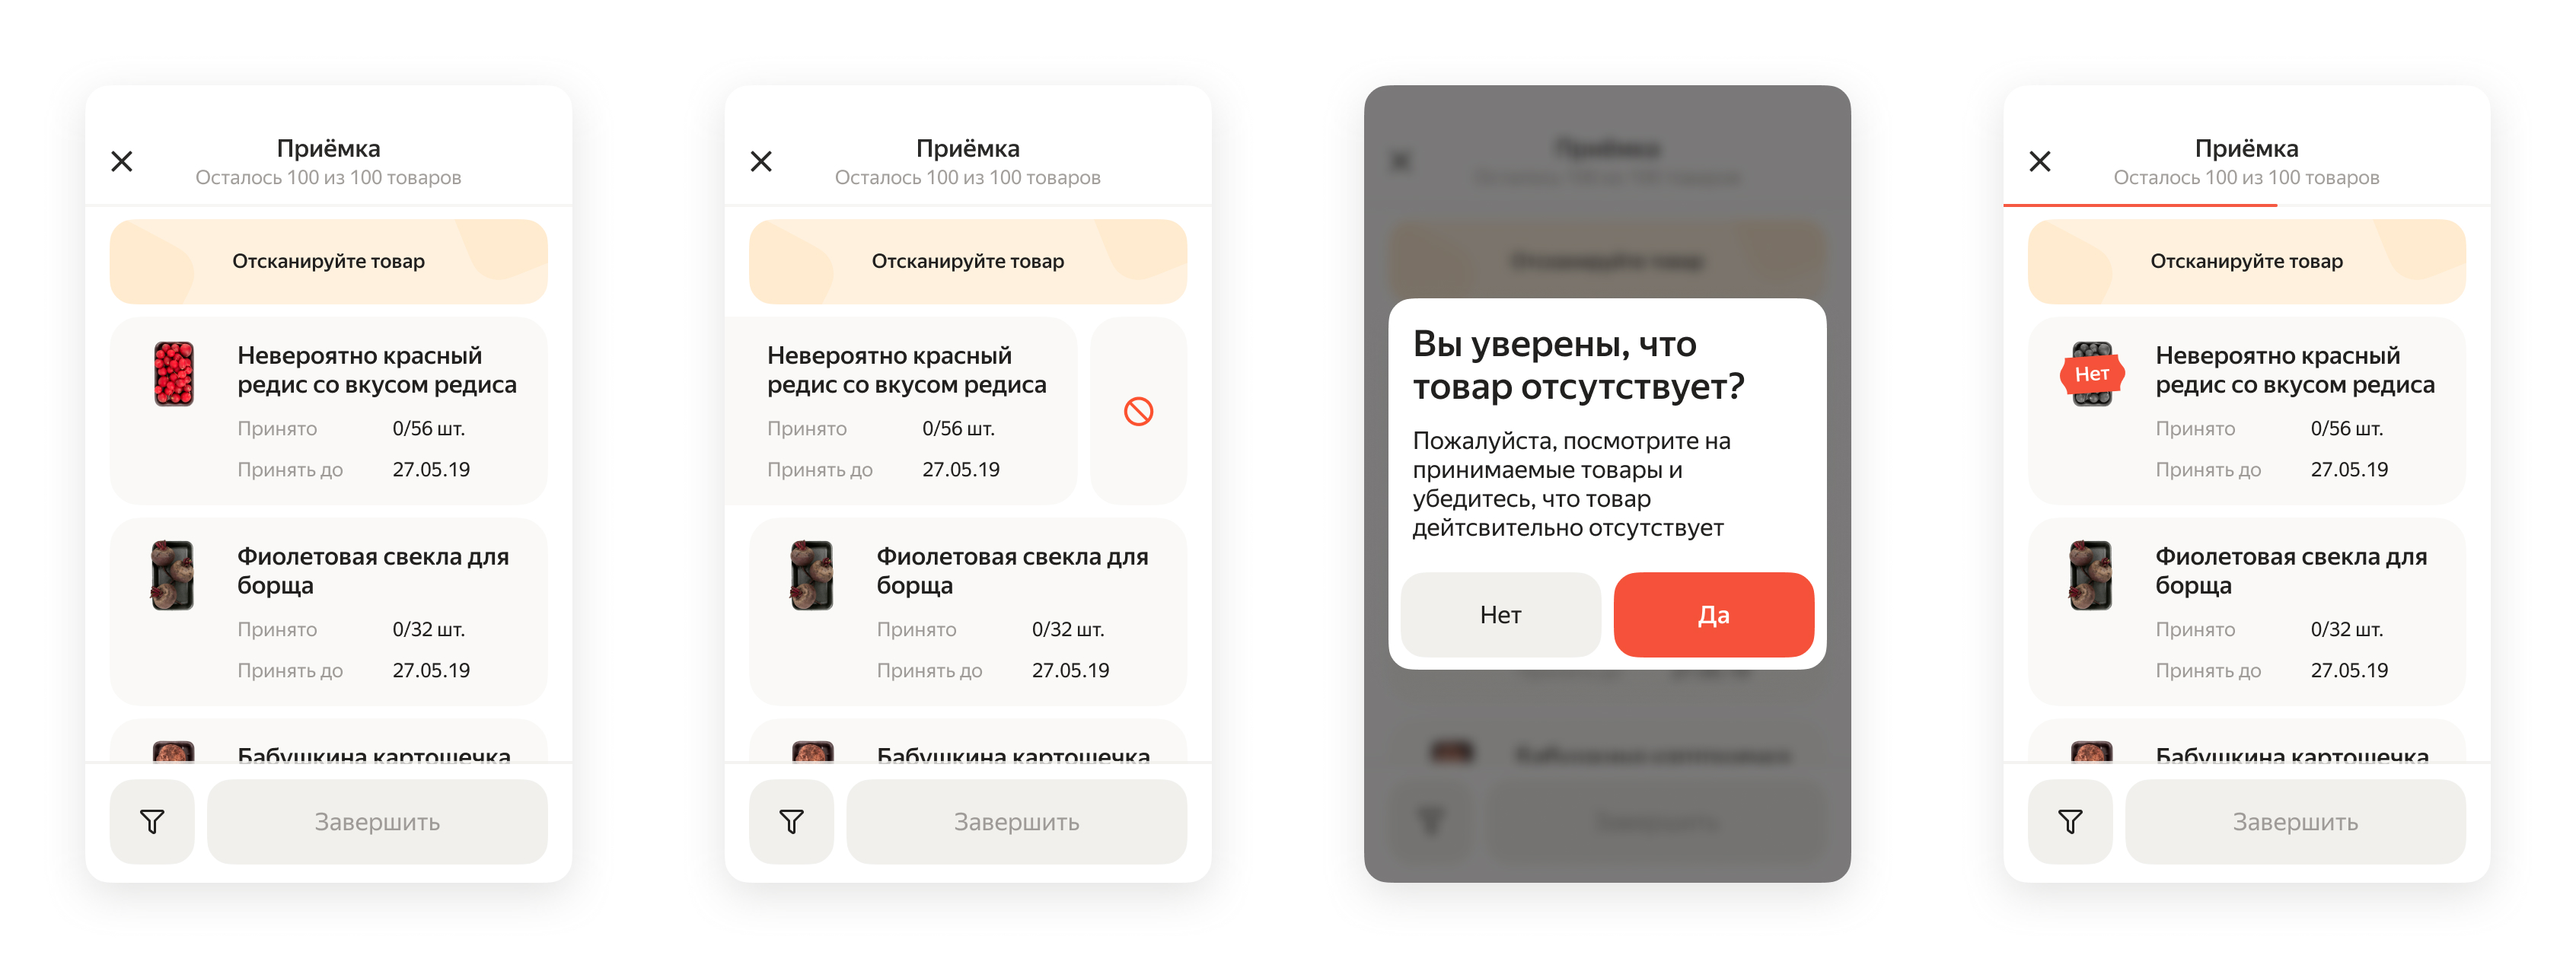 Приёмка
Осталось 100 из 100 товаров
Отсканируйте товар
Невероятно красный
редис со вкусом редиса
Принято 0/56 шт.
Принять до 27.05.19
Фиолетовая свекла для
борща
Принято 0/32 шт.
Принять до 27.05.19
Бабушкина картошечка
Завершить
Приёмка
Осталось 100 из 100 товаров
Отсканируйте товар
Невероятно красный
редис со вкусом редиса
Принято 0/56 шт.
Принять до 27.05.19
Фиолетовая свекла для
борща
Принято 0/32 шт.
Принять до 27.05.19
Бабушкина картошечка
Завершить
Вы уверены, что
товар отсутствует?
Пожалуйста, посмотрите на
принимаемые товары и
убедитесь, что товар
дейтсвительно отсутствует
Нет Да
Приёмка
Осталось 100 из 100 товаров
Отсканируйте товар
Нет
Невероятно красный
редис со вкусом редиса
Принято 0/56 шт.
Принять до 27.05.19
Фиолетовая свекла для
борща
Принято 0/32 шт.
Принять до 27.05.19
Бабушкина картошечка
Завершить